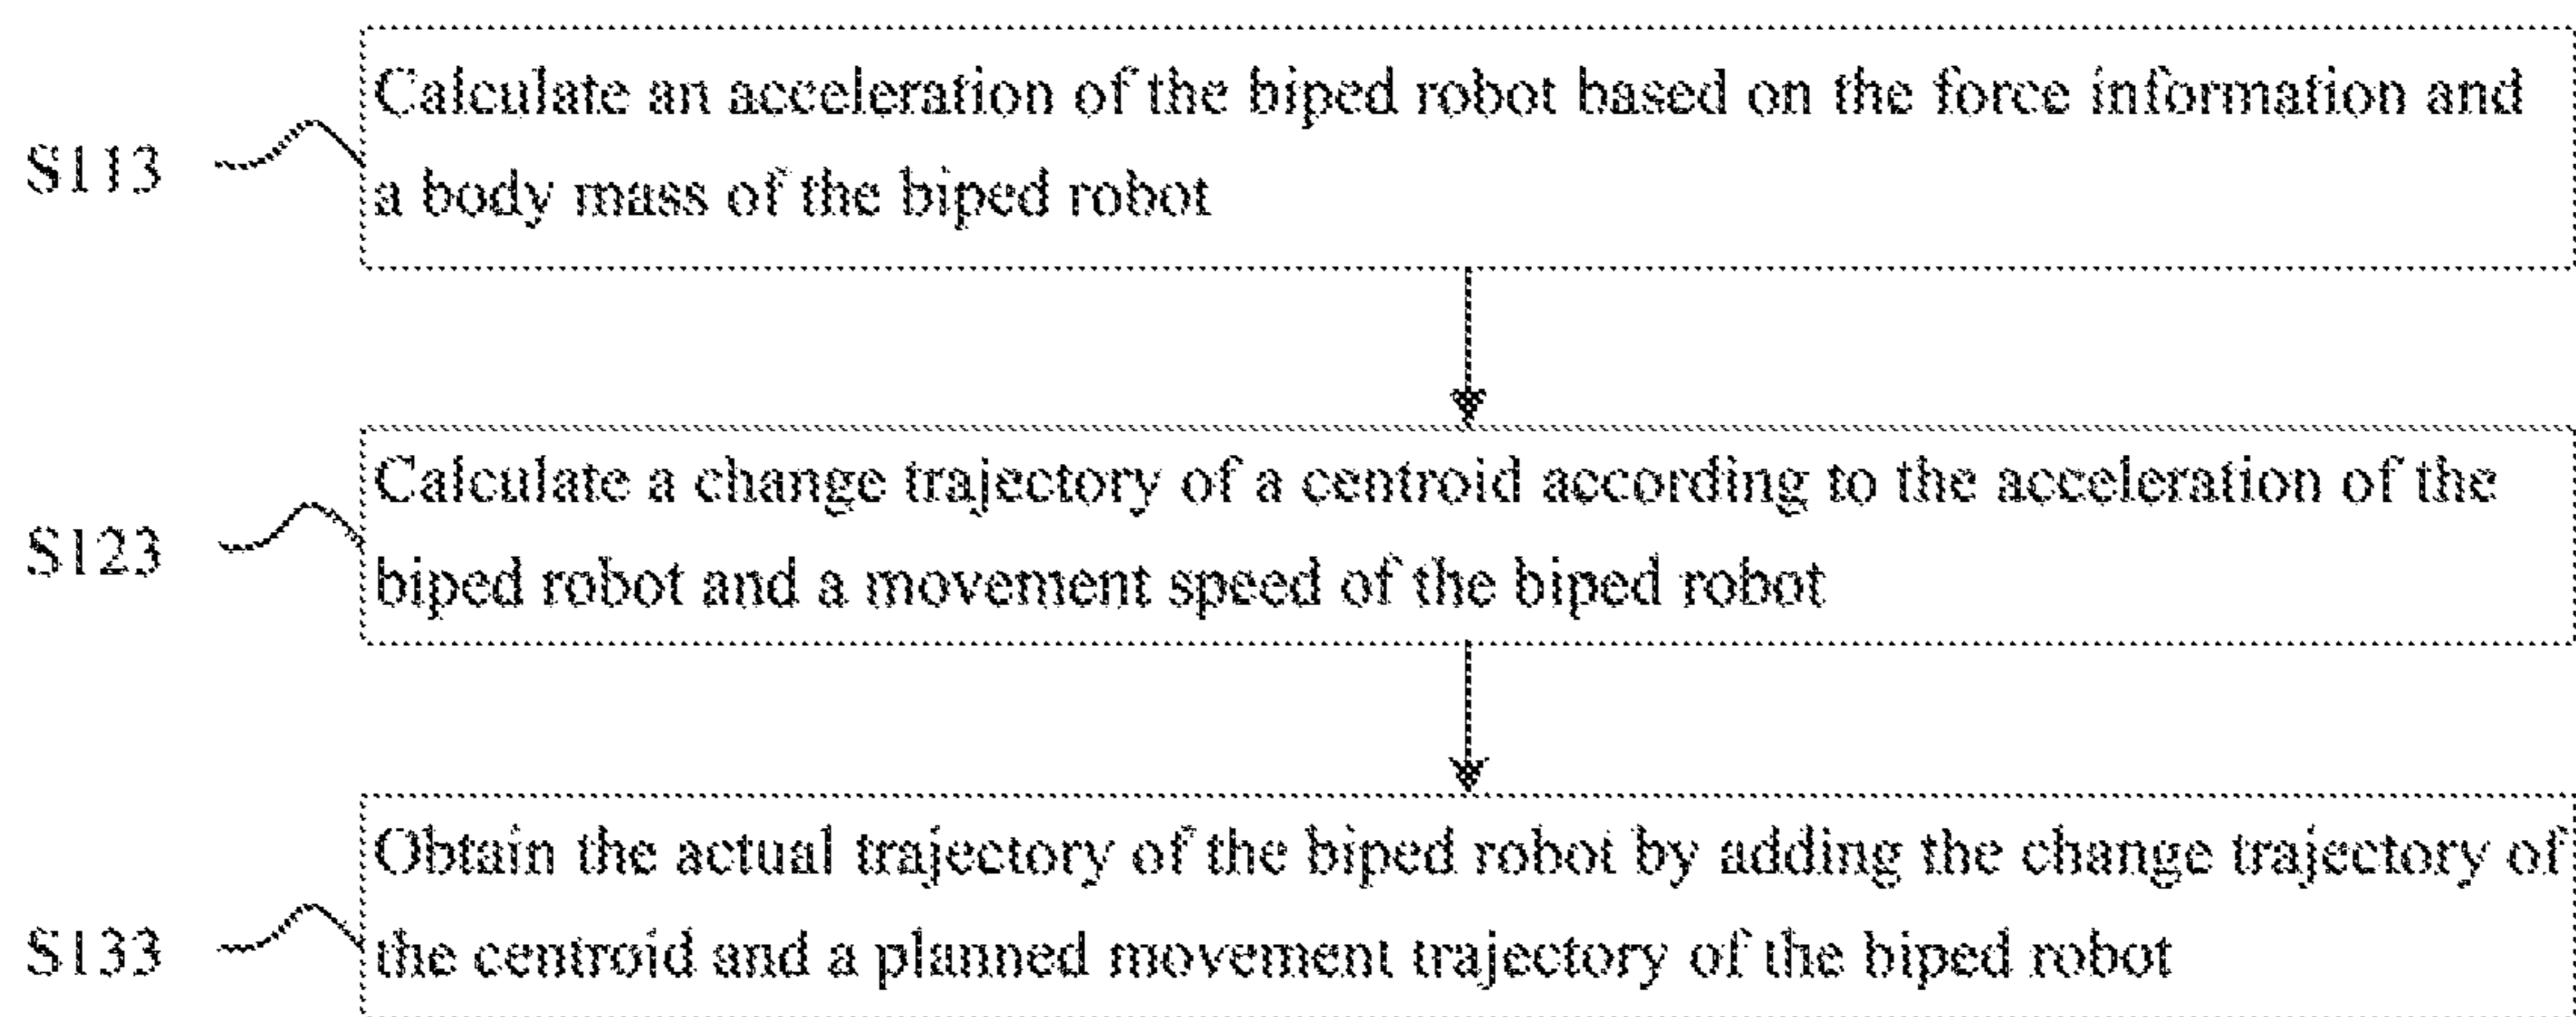 Calculate an acceleration of the biped robot based on the force information and
S113
a body mass of the biped robot
Calculate a change trajectory of a centroid according to the acceleration of the
S123
biped robot and a movement speed of the biped robot
Obtain the actual trajectory of the biped robot by adding the change trajectory of
S133
the centroid and a planned movement trajectory of the biped robot